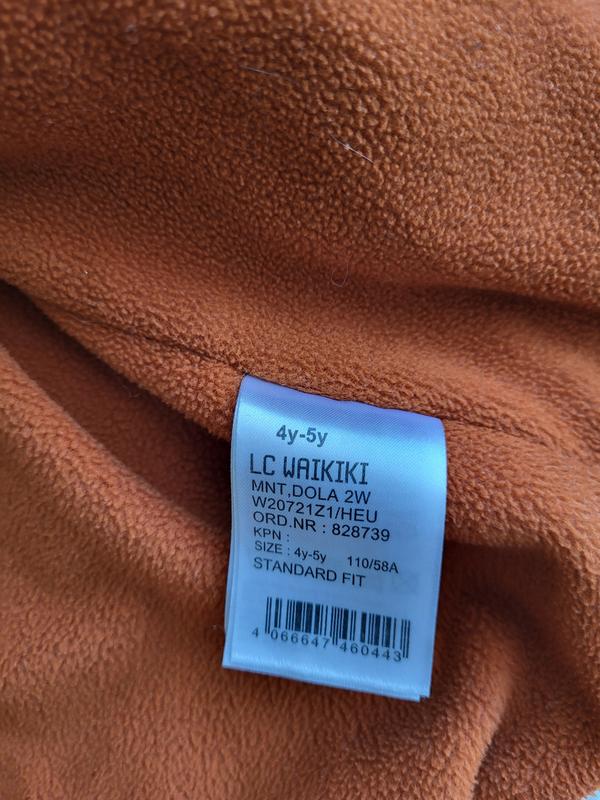 4y-5y
LC WAIKIKI
MNT,DOLA 2W
W20721Z1/HEU
ORD.NR : 828739
KPN :
SIZE : 4y-5y 110/58A
STANDARD FIT
4 066647 460443